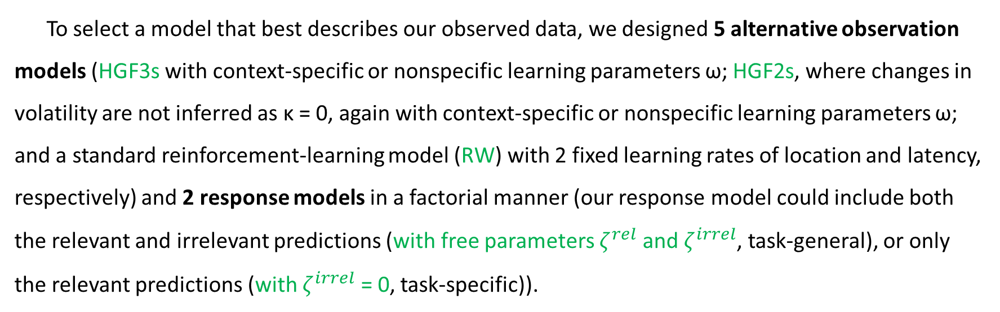 To select a model that best describes our observed data, we designed 5 alternative observation
models (HGF3s with context-specific or nonspecific learning parameters ω; HGF2s, where changes in
volatility are not inferred as κ = 0, again with context-specific or nonspecific learning parameters ω;
and a standard reinforcement-learning model (RW) with 2 fixed learning rates of location and latency,
respectively) and 2 response models in a factorial manner (our response model could include both
the relevant and irrelevant predictions (with free parameters ζ^rel and ζ^irrel, task-general), or only
the relevant predictions (with ζ^irrel = 0, task-specific)).